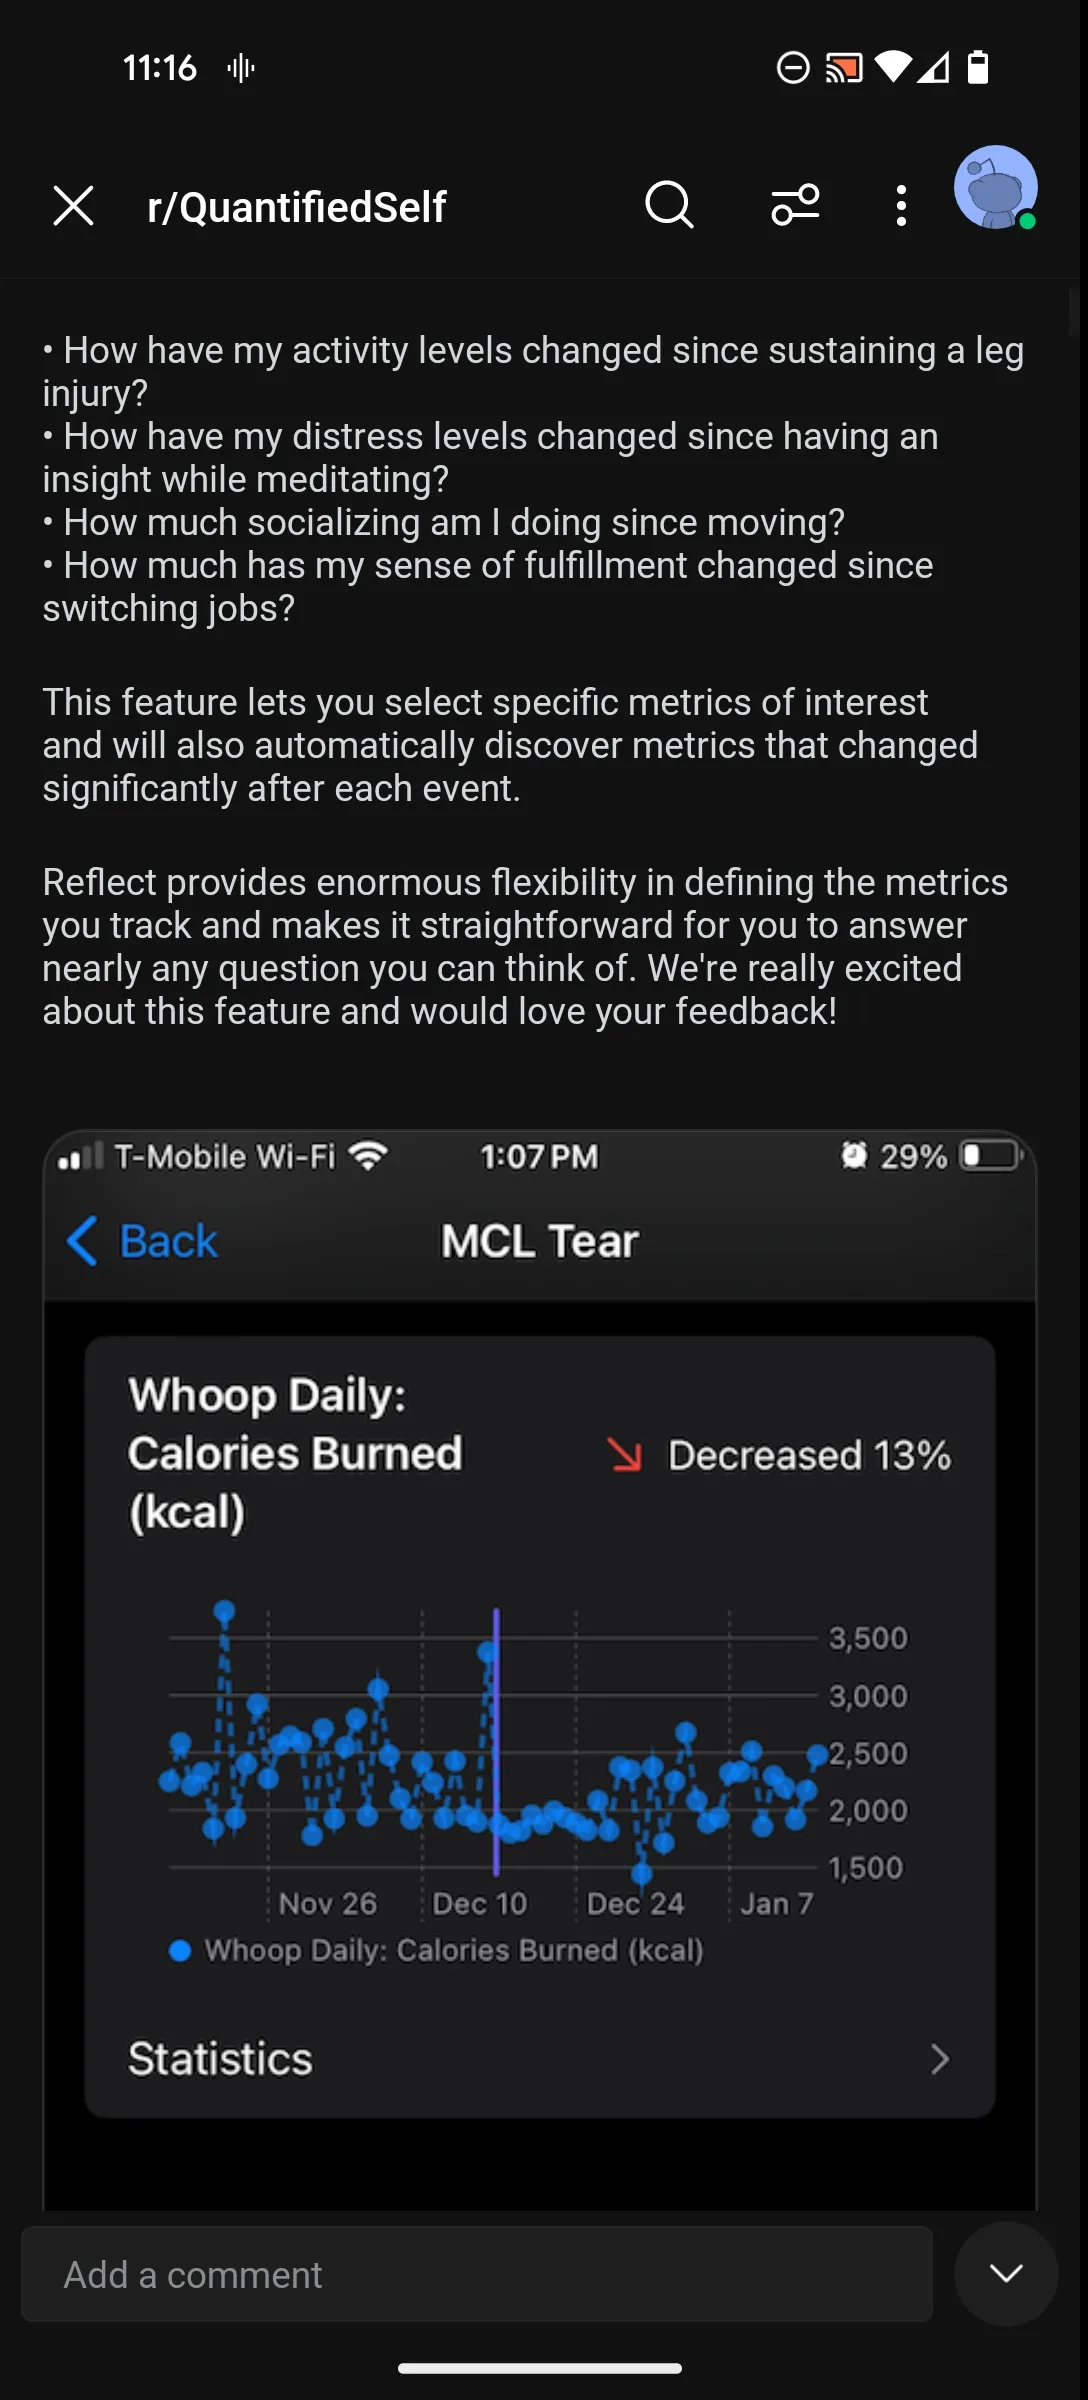 11:16
r/QuantifiedSelf
• How have my activity levels changed since sustaining a leg
injury?
• How have my distress levels changed since having an
insight while meditating?
• How much socializing am I doing since moving?
• How much has my sense of fulfillment changed since
switching jobs?
This feature lets you select specific metrics of interest
and will also automatically discover metrics that changed
significantly after each event.
Reflect provides enormous flexibility in defining the metrics
you track and makes it straightforward for you to answer
nearly any question you can think of. We're really excited
about this feature and would love your feedback!
T-Mobile Wi-Fi 1:07 PM 29%
Back MCL Tear
Whoop Daily:
Calories Burned
(kcal)
Decreased 13%
3,500
3,000
2,500
2,000
1,500
Nov 26 Dec 10 Dec 24 Jan 7
Whoop Daily: Calories Burned (kcal)
Statistics
Add a comment